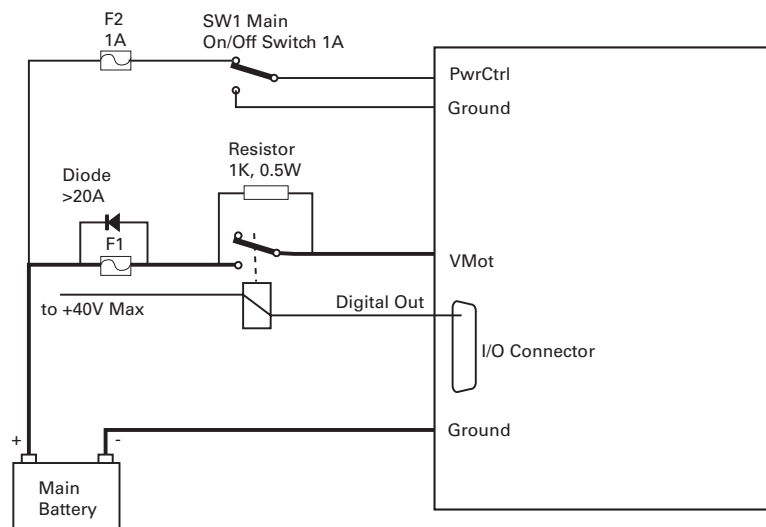 F2
1A
SW1 Main
On/Off Switch 1A
PwrCtrl
Ground
Diode
>20A
Resistor
1K, 0.5W
F1
VMot
to +40V Max
Digital Out
I/O Connector
Ground
+
-
Main
Battery